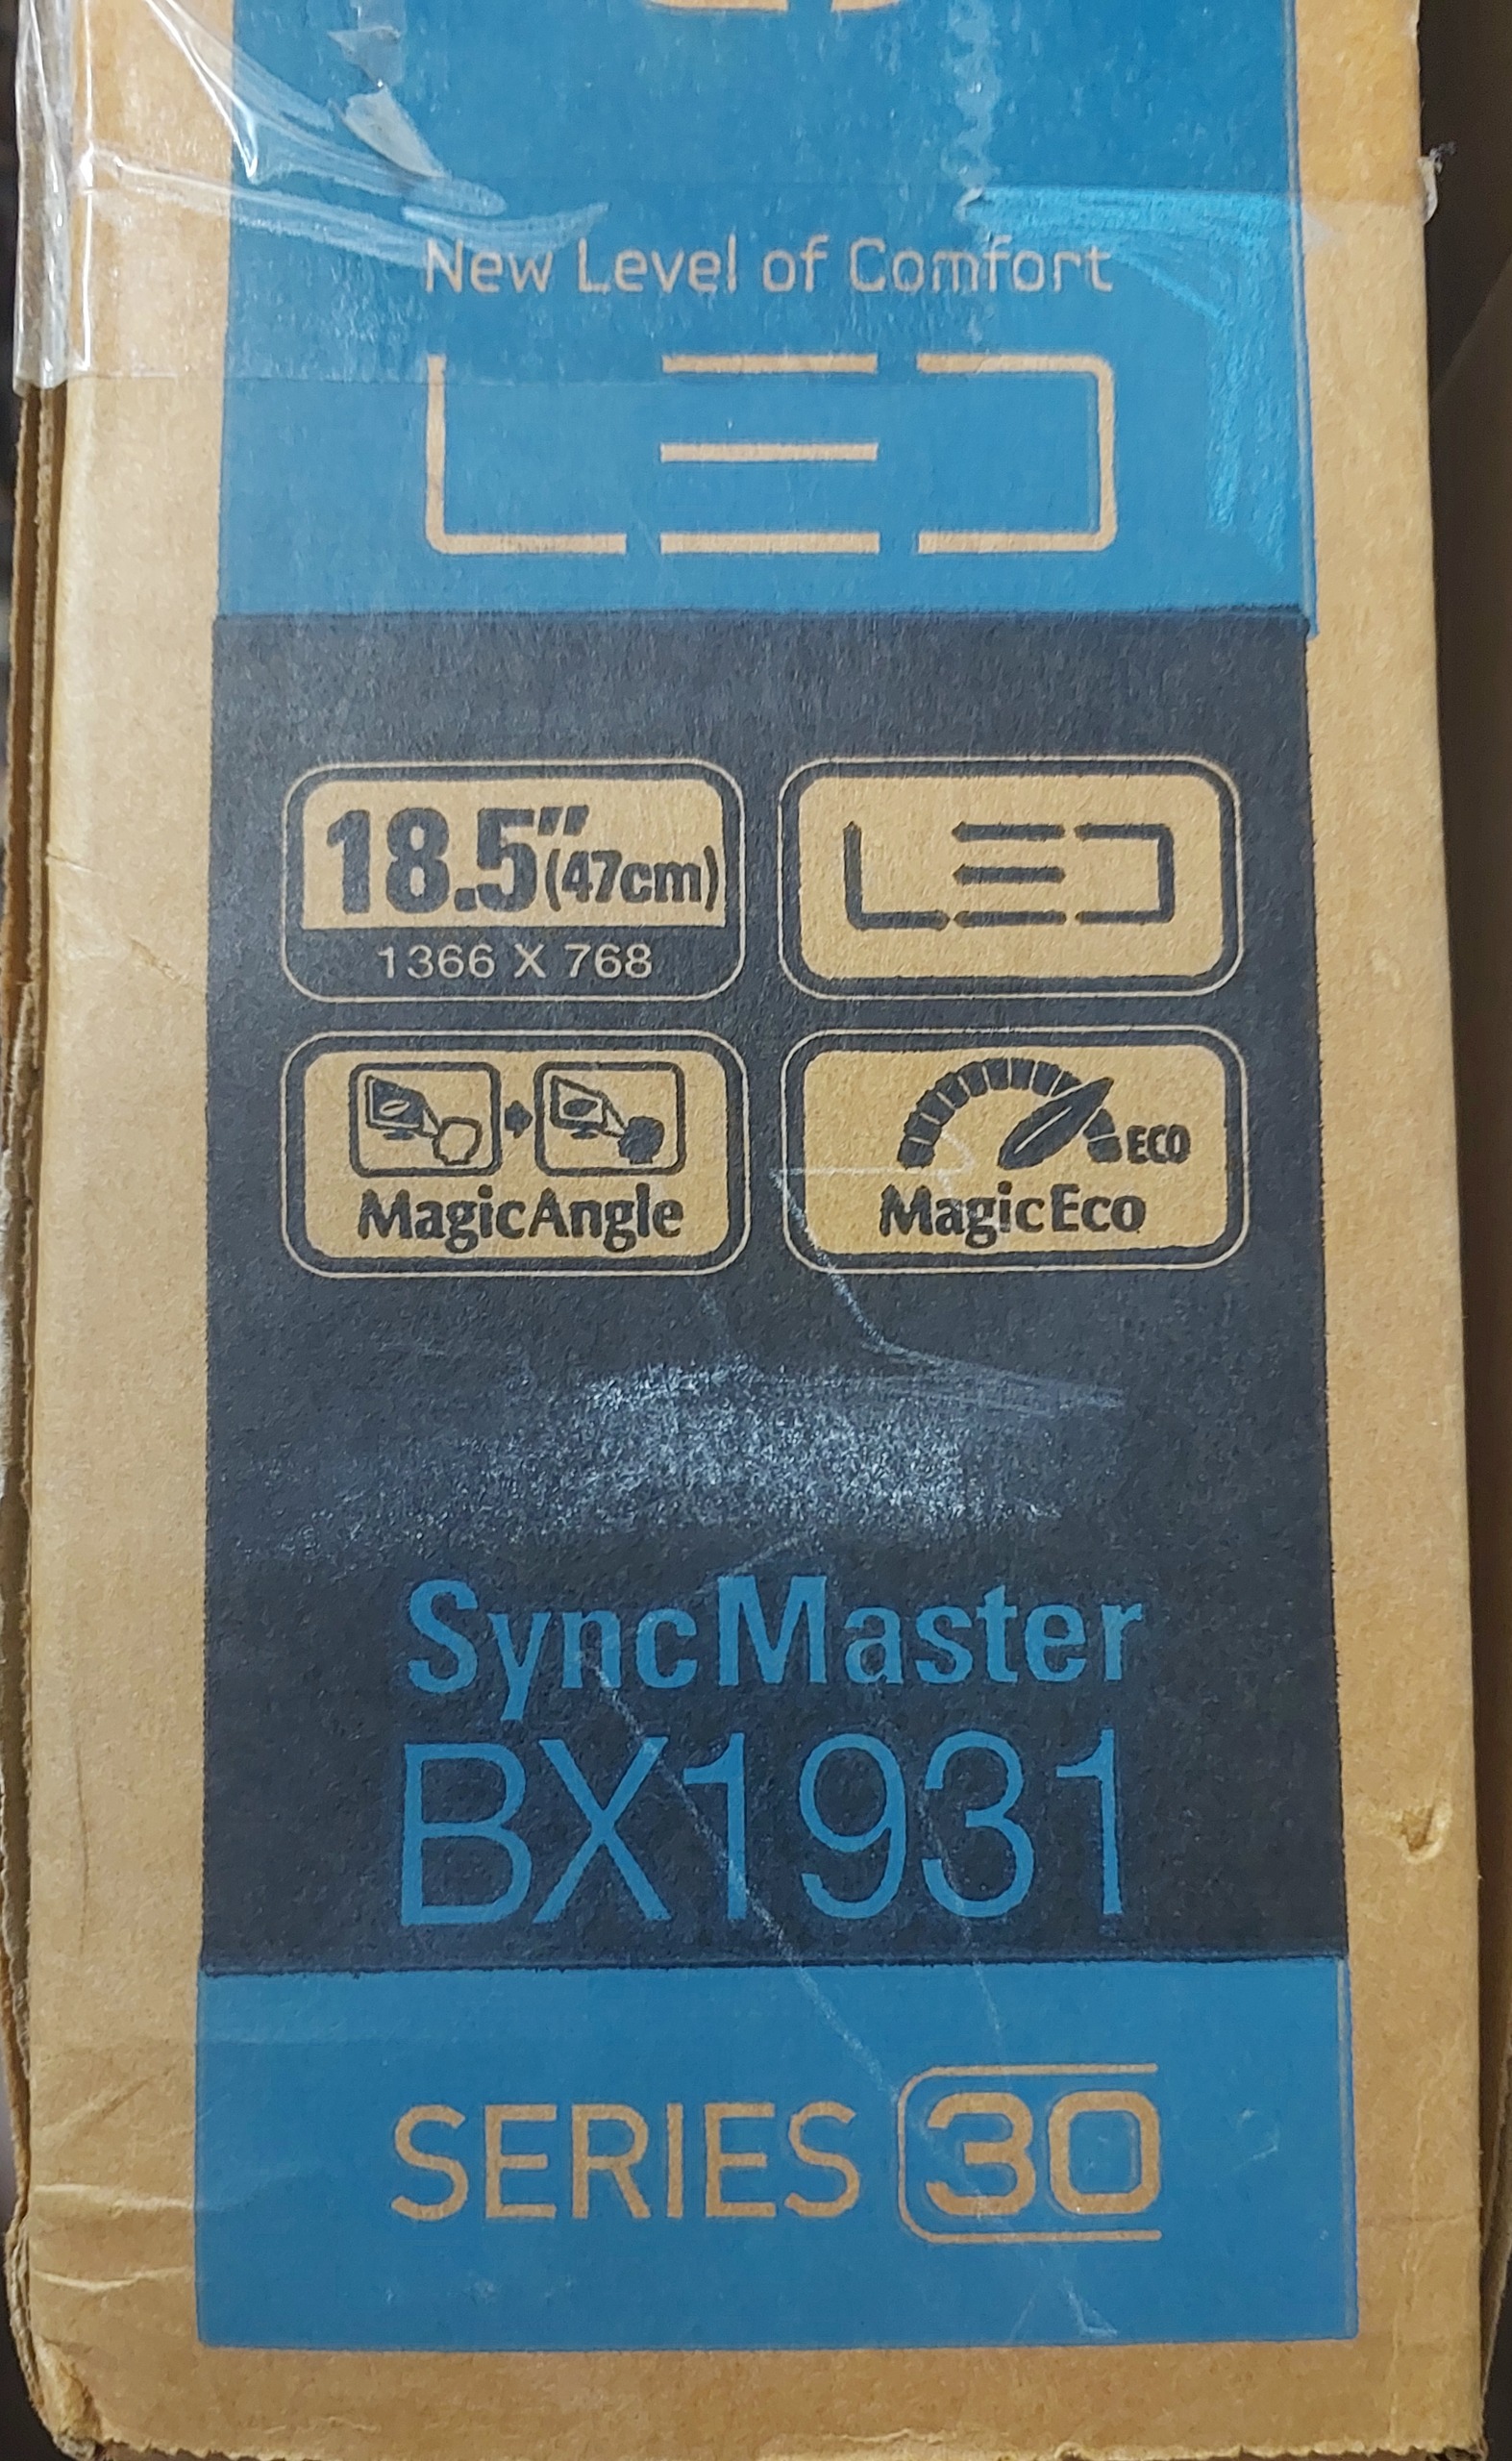 New Level of Comfort
LED
18.5″(47cm)
1366 X 768
LED
MagicAngle
ECO
MagicEco
SyncMaster
BX1931
SERIES 30